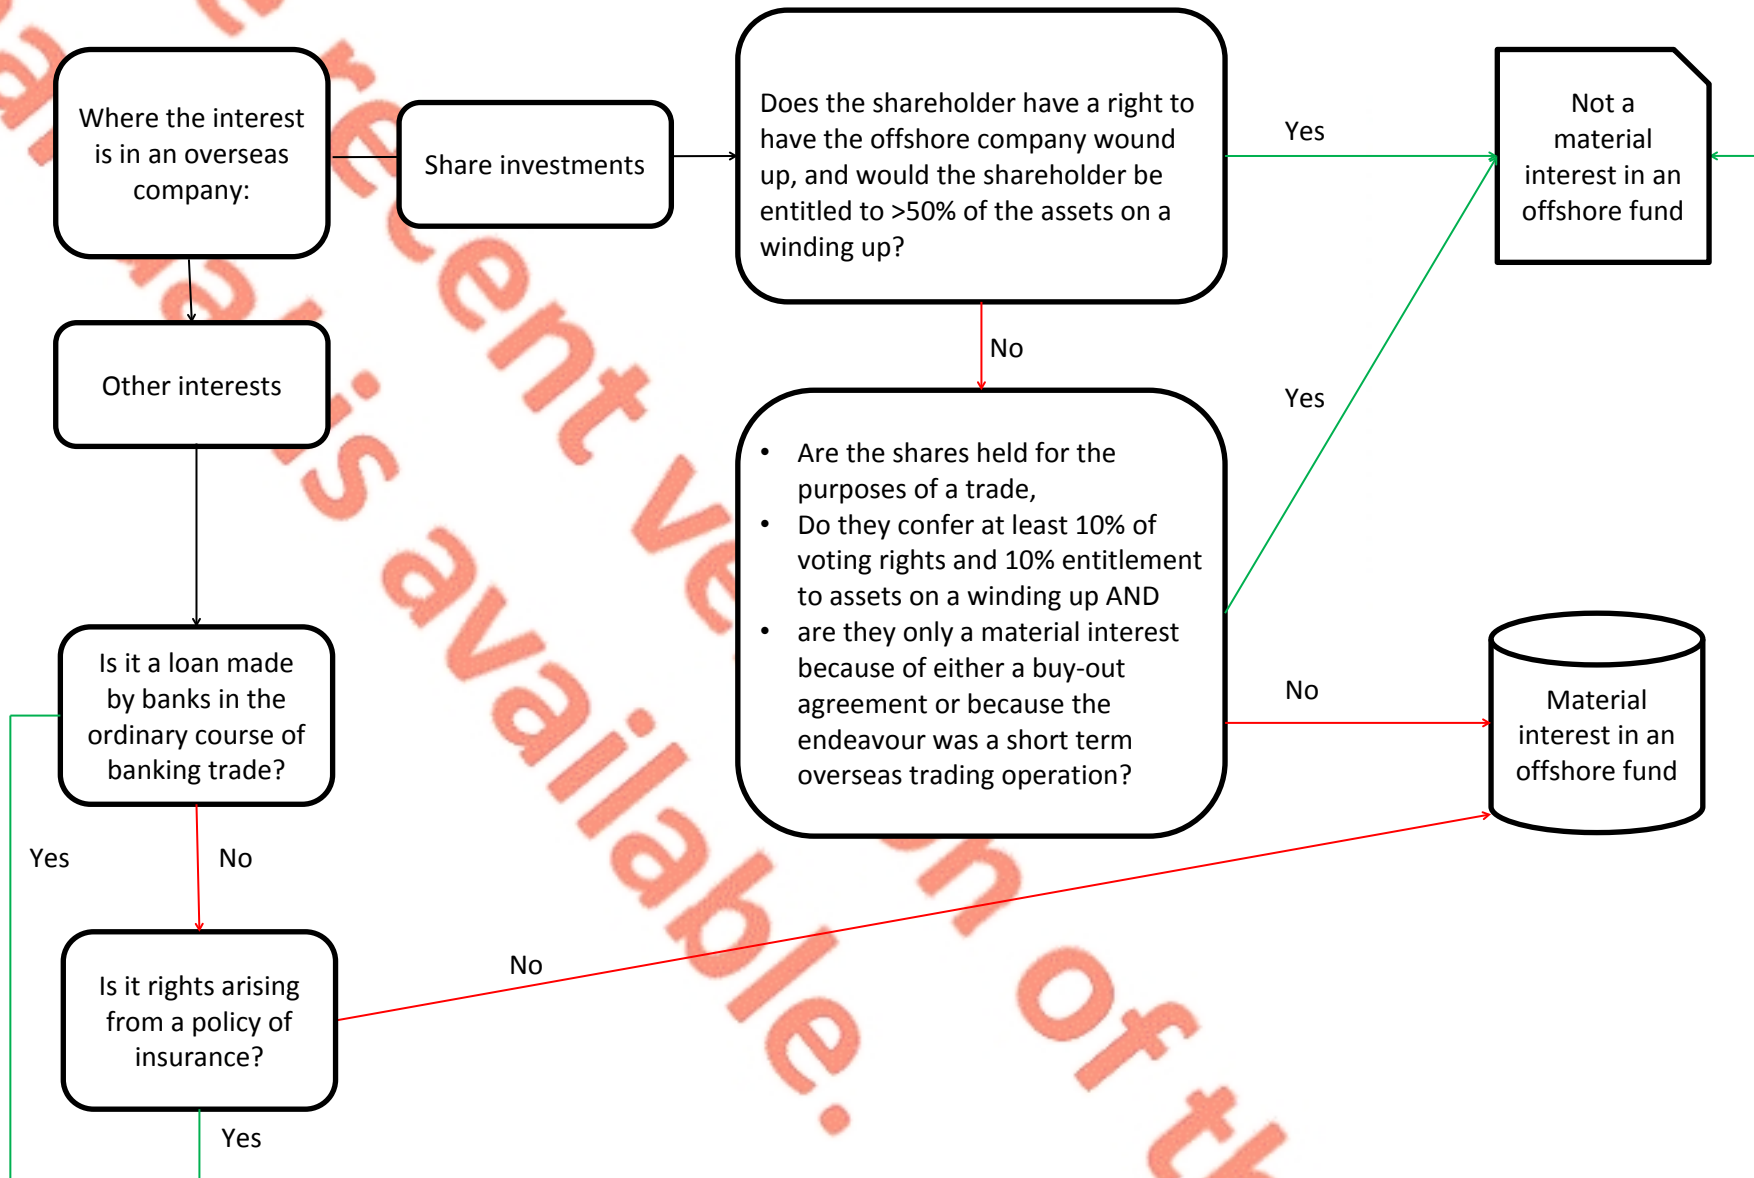 Where the interest
is in an overseas
company:
Share investments
Does the shareholder have a right to
have the offshore company wound
up, and would the shareholder be
entitled to >50% of the assets on a
winding up?
Yes
Not a
material
interest in an
offshore fund
No
Other interests
Yes
• Are the shares held for the
purposes of a trade,
• Do they confer at least 10% of
voting rights and 10% entitlement
to assets on a winding up AND
• are they only a material interest
because of either a buy-out
agreement or because the
endeavour was a short term
overseas trading operation?
No
Material
interest in an
offshore fund
Is it a loan made
by banks in the
ordinary course of
banking trade?
Yes
No
Is it rights arising
from a policy of
insurance?
No
Yes
recent
of
is available.